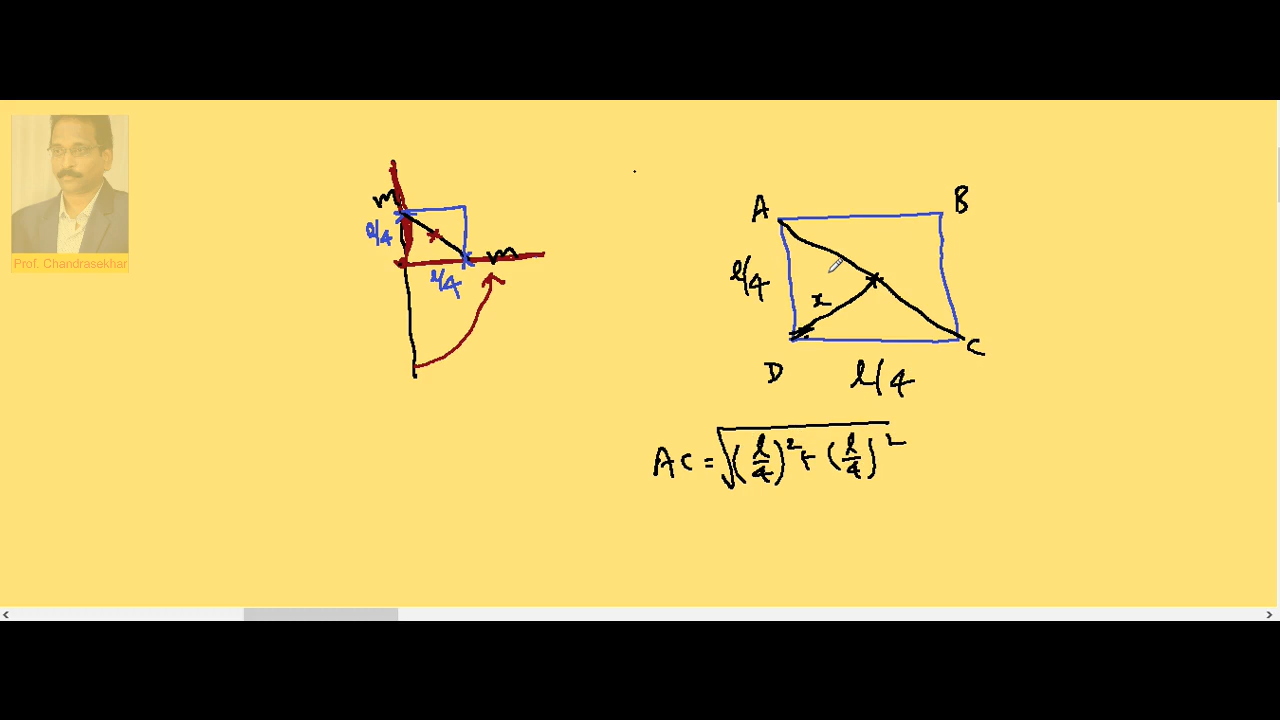 Prof. Chandrasekhar
m
l/4
l/4
m
A
B
l/4
x
D
l/4
C
AC = √(l/4)² + (l/4)²